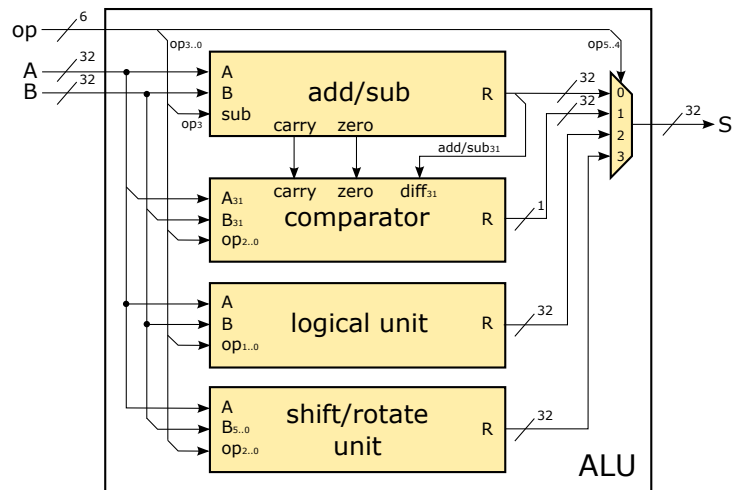 op 6
op3..0 op5..4
A 32
B 32
A
B
sub
op3
add/sub
R
carry zero
32
32
add/sub31
0
1
2
3
32
S
carry zero diff31
A31
B31
op2..0
comparator
R
1
A
B
op1..0
logical unit
R
32
A
B5..0
op2..0
shift/rotate
unit
R
32
ALU